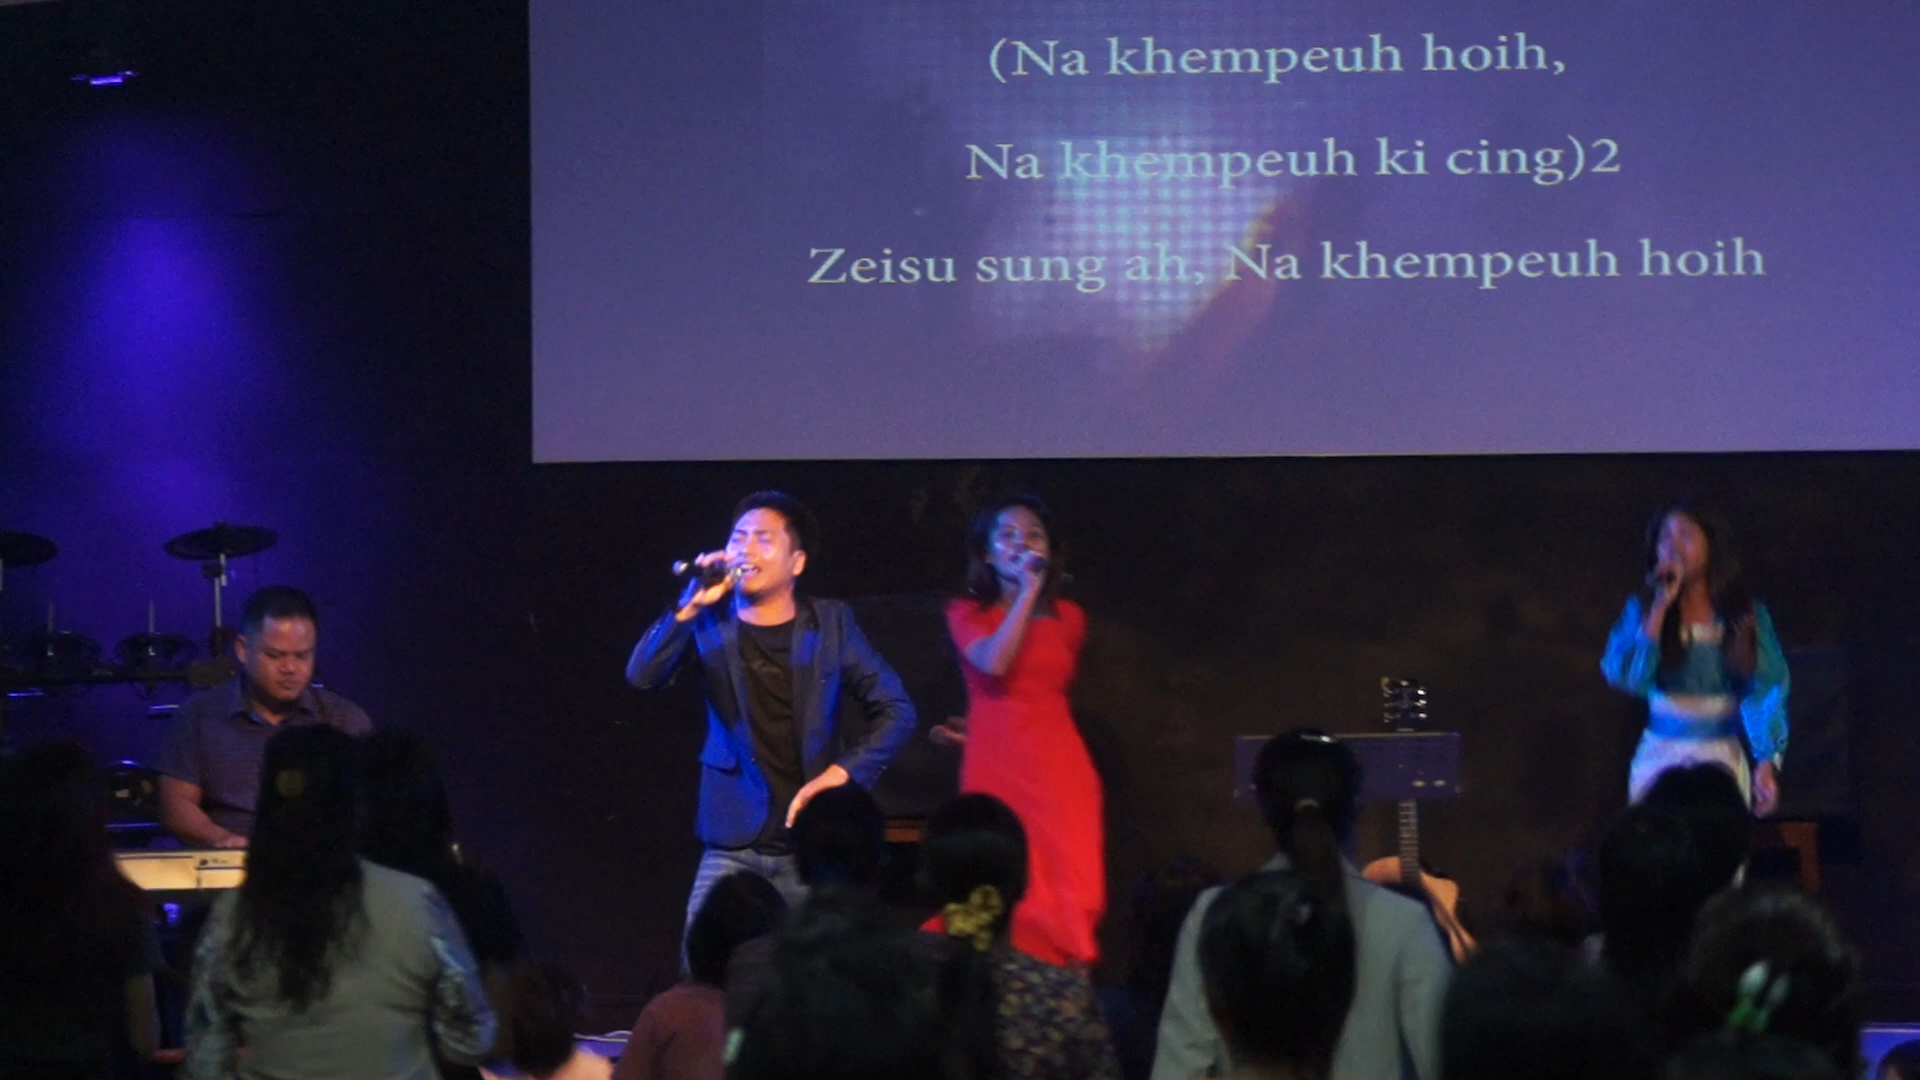 (Na khempeuh hoih,
Na khempeuh ki cing)2
Zeisu sung ah, Na khempeuh hoih